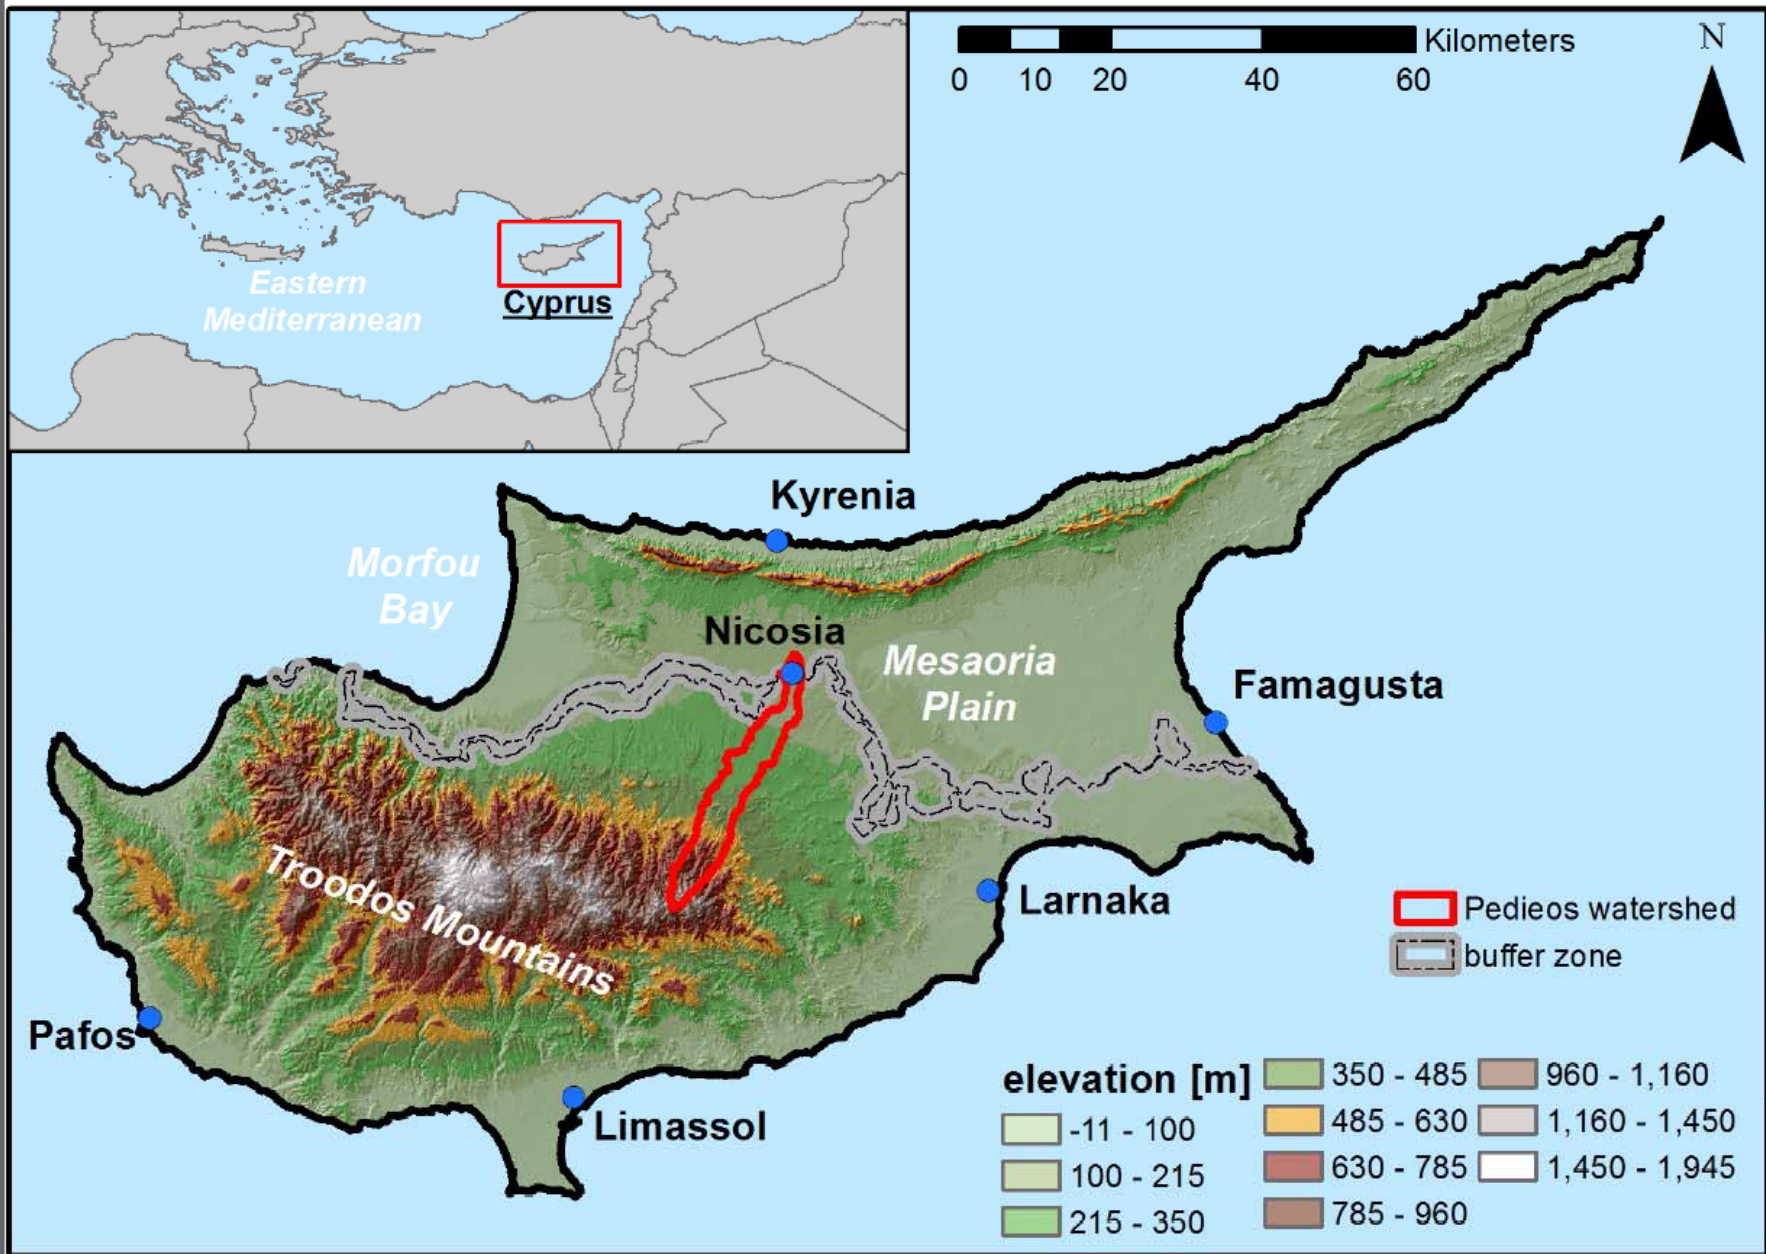 Kilometers
0 10 20 40 60
N
Eastern
Mediterranean
Cyprus
Kyrenia
Morfou
Bay
Nicosia
Mesaoria
Plain
Famagusta
Troodos Mountains
Larnaka
Pafos
Limassol
Pedieos watershed
buffer zone
elevation [m]
-11 - 100
100 - 215
215 - 350
350 - 485
485 - 630
630 - 785
785 - 960
960 - 1,160
1,160 - 1,450
1,450 - 1,945